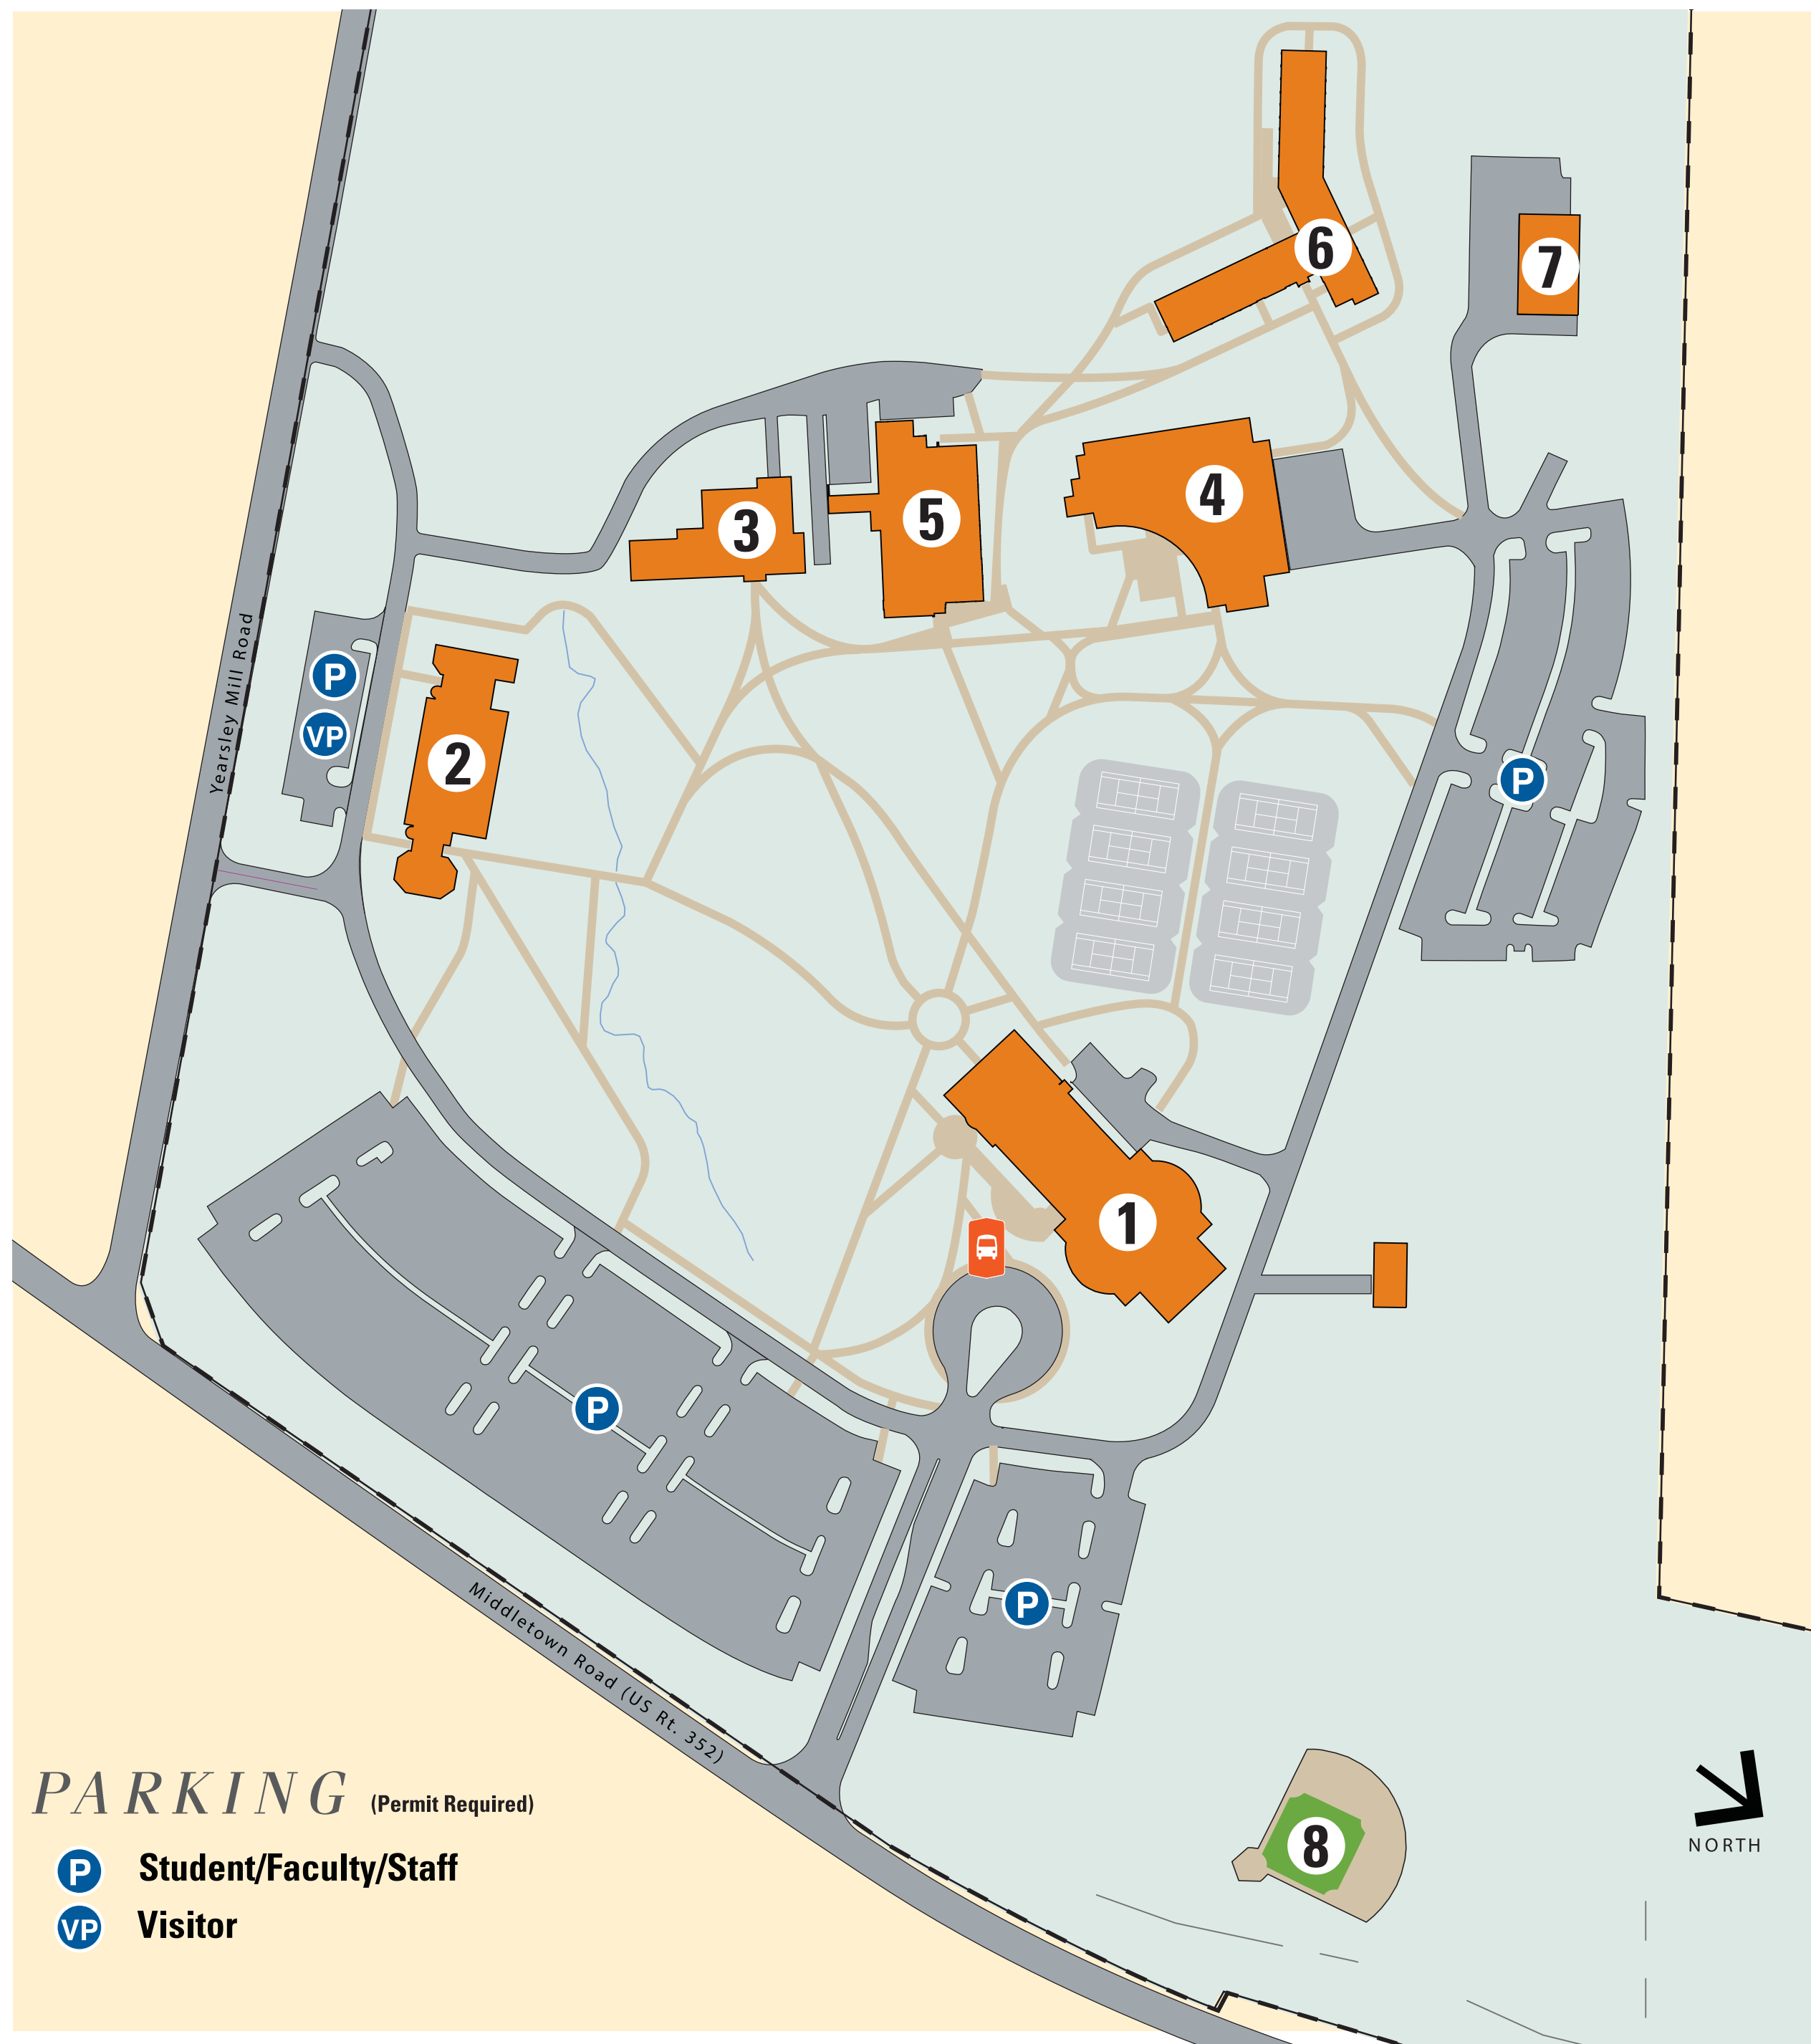 6
7
4
5
3
P
VP
Yearsley Mill Road
2
P
1
P
P
Middletown Road (US Rt. 352)
8
NORTH
PARKING (Permit Required)
P Student/Faculty/Staff
VP Visitor